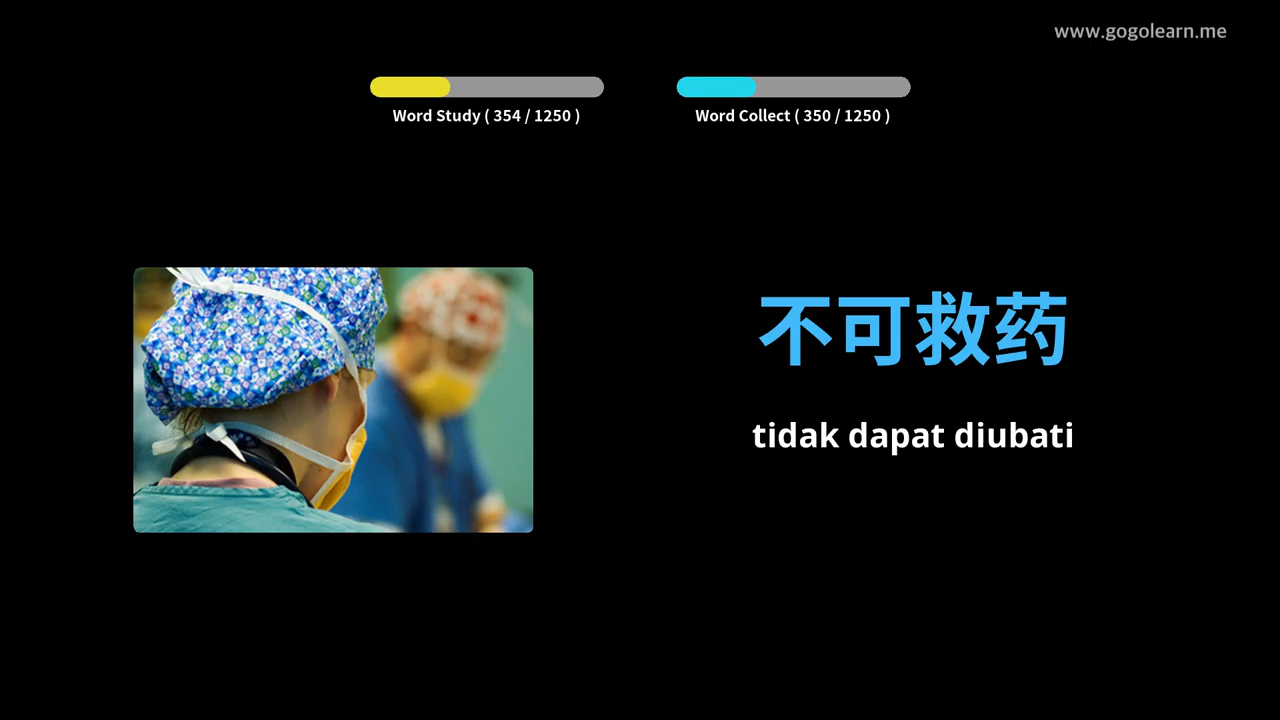 www.gogolearn.me
Word Study ( 354 / 1250 )
Word Collect ( 350 / 1250 )
不可救药
tidak dapat diubati